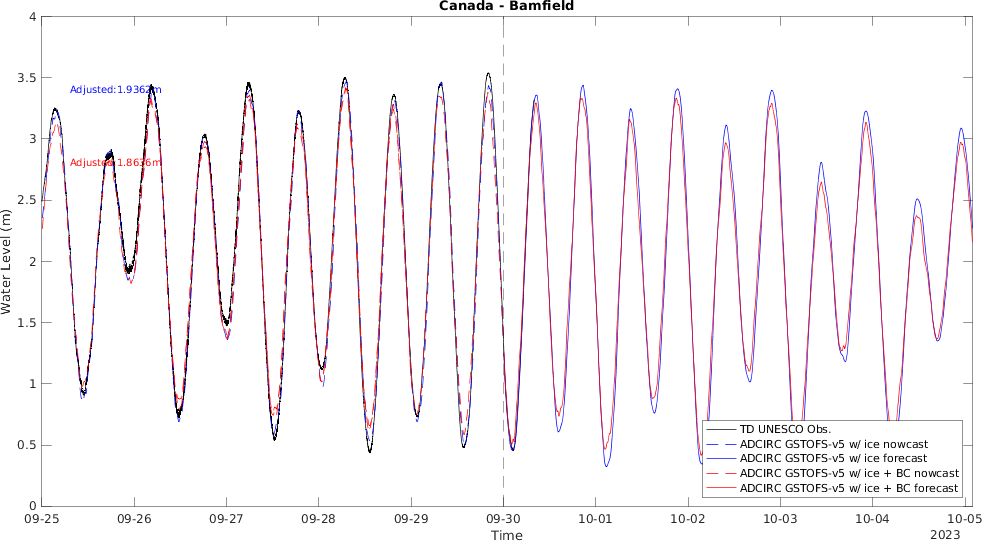 Canada - Bamfield
4
3.5
3
2.5
2
1.5
1
0.5
0
Water Level (m)
Adjusted:1.9362m
Adjusted:1.8636m
TD UNESCO Obs.
ADCIRC GSTOFS-v5 w/ ice nowcast
ADCIRC GSTOFS-v5 w/ ice forecast
ADCIRC GSTOFS-v5 w/ ice + BC nowcast
ADCIRC GSTOFS-v5 w/ ice + BC forecast
09-25 09-26 09-27 09-28 09-29 09-30 10-01 10-02 10-03 10-04 10-05
Time
2023